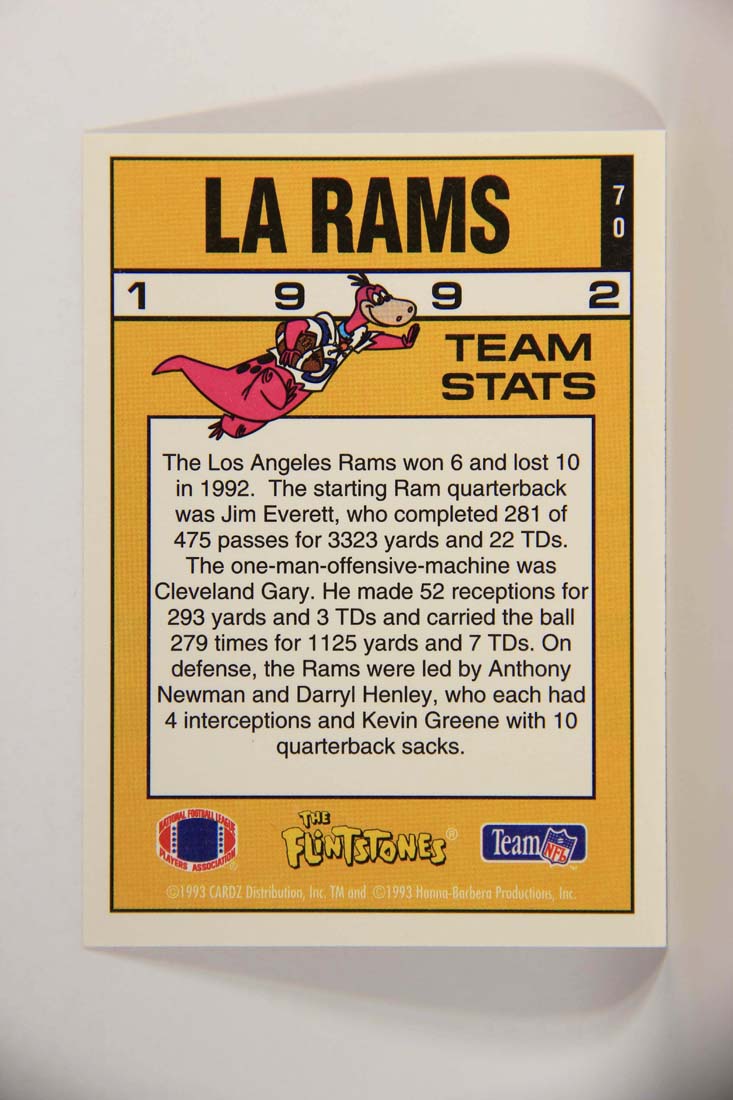 LA RAMS
70
1 9 9 2
TEAM
STATS
The Los Angeles Rams won 6 and lost 10
in 1992. The starting Ram quarterback
was Jim Everett, who completed 281 of
475 passes for 3323 yards and 22 TDs.
The one-man-offensive-machine was
Cleveland Gary. He made 52 receptions for
293 yards and 3 TDs and carried the ball
279 times for 1125 yards and 7 TDs. On
defense, the Rams were led by Anthony
Newman and Darryl Henley, who each had
4 interceptions and Kevin Greene with 10
quarterback sacks.
NATIONAL FOOTBALL LEAGUE
PLAYERS ASSOCIATION ®
THE
FLINTSTONES®
Team NFL ™
©1993 CARDZ Distribution, Inc. TM and ©1993 Hanna-Barbera Productions, Inc.